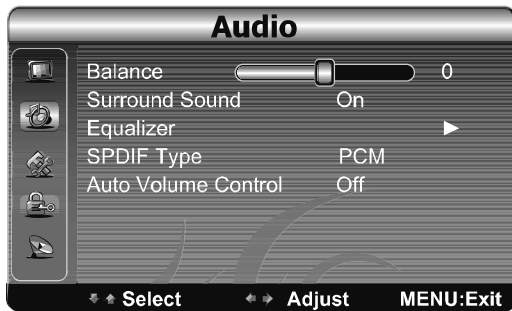 Audio
Balance 0
Surround Sound On
Equalizer
SPDIF Type PCM
Auto Volume Control Off
Select Adjust MENU:Exit